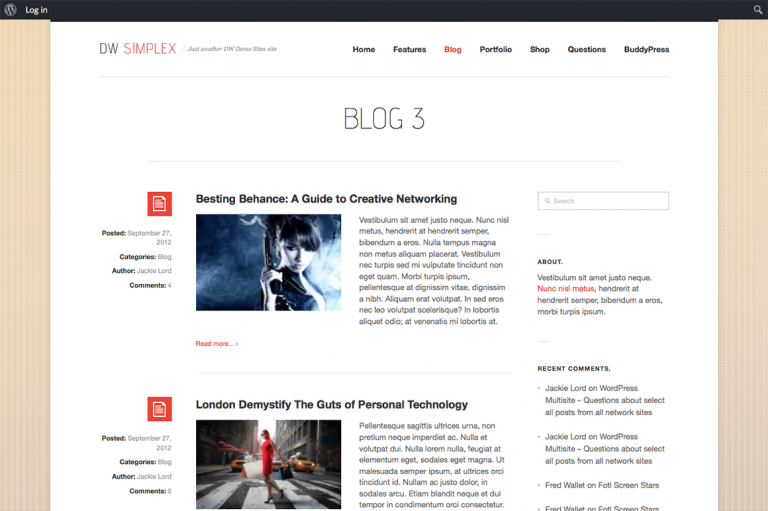 Log in
DW SIMPLEX / Just another DW Demo Sites site
Home Features Blog Portfolio Shop Questions BuddyPress
BLOG 3
Besting Behance: A Guide to Creative Networking
Posted: September 27,
2012
Categories: Blog
Author: Jackie Lord
Comments: 4
Vestibulum sit amet justo neque. Nunc nisl
metus, hendrerit at hendrerit semper,
bibendum a eros. Nulla tempus magna
non metus aliquam placerat. Vestibulum
nec turpis sed mi vulputate tincidunt non
eget quam. Morbi turpis ipsum,
pellentesque at dignissim vitae, dignissim
a nibh. Aliquam erat volutpat. In sed eros
nec leo volutpat scelerisque? In lobortis
aliquet odio; at venenatis mi lobortis at.
Read more... ›
London Demystify The Guts of Personal Technology
Posted: September 27,
2012
Categories: Blog
Author: Jackie Lord
Comments: 6
Pellentesque sagittis ultrices urna, non
pretium neque imperdiet ac. Nulla et
volutpat dui. Nulla lorem nulla, feugiat at
elementum eget, sodales eget magna. Ut
malesuada semper ipsum, at ultrices orci
tincidunt id. Nullam ac justo dolor, in
sodales arcu. Etiam blandit neque et dui
tempor in condimentum orci consectetur.
Search
ABOUT.
Vestibulum sit amet justo neque.
Nunc nisl metus, hendrerit at
hendrerit semper, bibendum a eros,
morbi turpis ipsum.
RECENT COMMENTS.
Jackie Lord on WordPress
Multisite – Questions about select
all posts from all network sites
Jackie Lord on WordPress
Multisite – Questions about select
all posts from all network sites
Fred Wallet on Fotl Screen Stars
Fred Wallet on Fotl Screen Stars